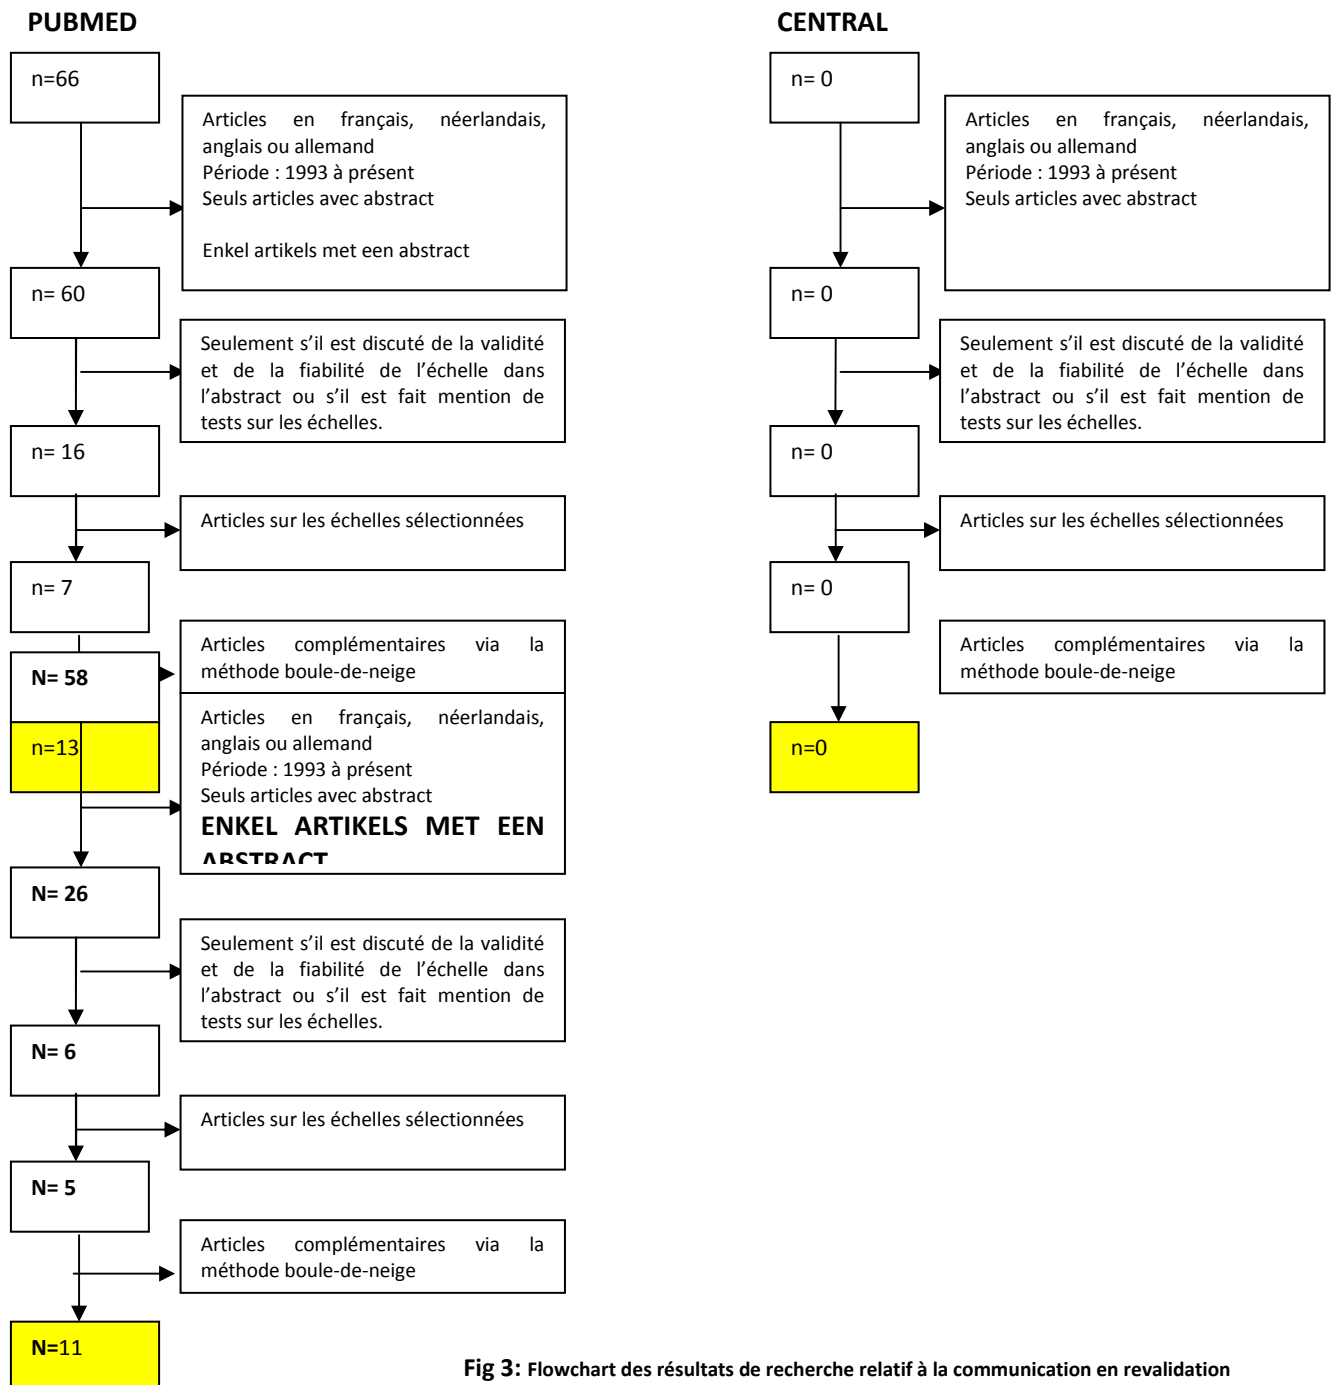 PUBMED
n=66
Articles en français, néerlandais,
anglais ou allemand
Période : 1993 à présent
Seuls articles avec abstract
Enkel artikels met een abstract
n= 60
Seulement s’il est discuté de la validité
et de la fiabilité de l’échelle dans
l’abstract ou s’il est fait mention de
tests sur les échelles.
n= 16
Articles sur les échelles sélectionnées
n= 7
Articles complémentaires via la
méthode boule-de-neige
N= 58
n=13
Articles en français, néerlandais,
anglais ou allemand
Période : 1993 à présent
Seuls articles avec abstract
ENKEL ARTIKELS MET EEN
ABSTRACT
N= 26
Seulement s’il est discuté de la validité
et de la fiabilité de l’échelle dans
l’abstract ou s’il est fait mention de
tests sur les échelles.
N= 6
Articles sur les échelles sélectionnées
N= 5
Articles complémentaires via la
méthode boule-de-neige
N=11
CENTRAL
n= 0
Articles en français, néerlandais,
anglais ou allemand
Période : 1993 à présent
Seuls articles avec abstract
n= 0
Seulement s’il est discuté de la validité
et de la fiabilité de l’échelle dans
l’abstract ou s’il est fait mention de
tests sur les échelles.
n= 0
Articles sur les échelles sélectionnées
n= 0
Articles complémentaires via la
méthode boule-de-neige
n=0
Fig 3: Flowchart des résultats de recherche relatif à la communication en revalidation